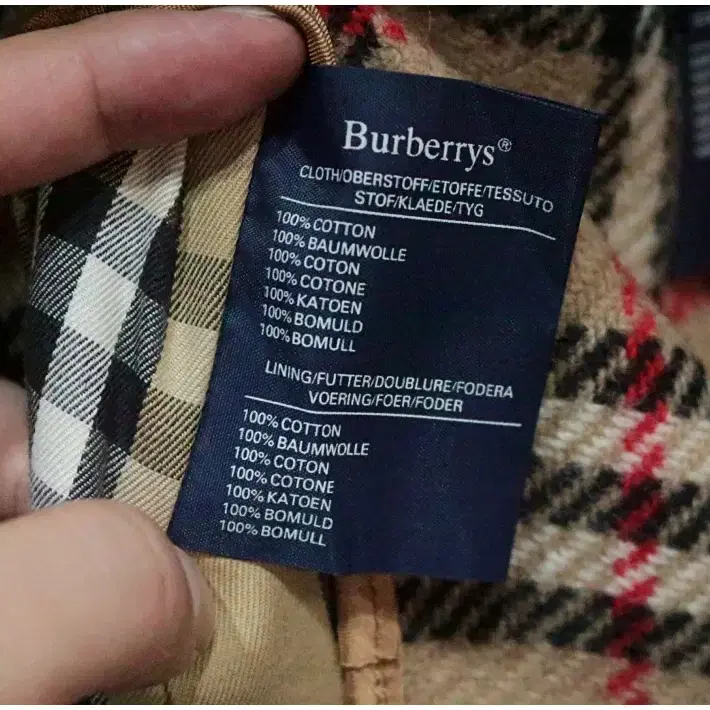 Burberrys®
CLOTH/OBERSTOFF/ETOFFE/TESSUTO
STOF/KLAEDE/TYG
100% COTTON
100% BAUMWOLLE
100% COTON
100% COTONE
100% KATOEN
100% BOMULD
100% BOMULL
LINING/FUTTER/DOUBLURE/FODERA
VOERING/FOER/FODER
100% COTTON
100% BAUMWOLLE
100% COTON
100% COTONE
100% KATOEN
100% BOMULD
100% BOMULL